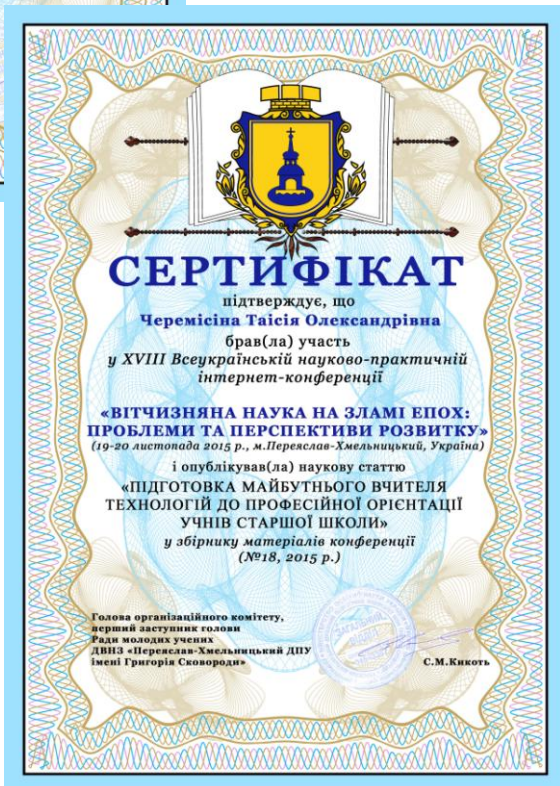 СЕРТИФІКАТ
підтверджує, що
Черемісіна Таісія Олександрівна
брав(ла) участь
у XVIII Всеукраїнській науково-практичній
інтернет-конференції
«ВІТЧИЗНЯНА НАУКА НА ЗЛАМІ ЕПОХ:
ПРОБЛЕМИ ТА ПЕРСПЕКТИВИ РОЗВИТКУ»
(19-20 листопада 2015 р., м.Переяслав-Хмельницький, Україна)
і опублікував(ла) наукову статтю
«ПІДГОТОВКА МАЙБУТНЬОГО ВЧИТЕЛЯ
ТЕХНОЛОГІЙ ДО ПРОФЕСІЙНОЇ ОРІЄНТАЦІЇ
УЧНІВ СТАРШОЇ ШКОЛИ»
у збірнику матеріалів конференції
(№18, 2015 р.)
Голова організаційного комітету,
перший заступник голови
Ради молодих учених
ДВНЗ «Переяслав-Хмельницький ДПУ
імені Григорія Сковороди»
С.М.Кикоть